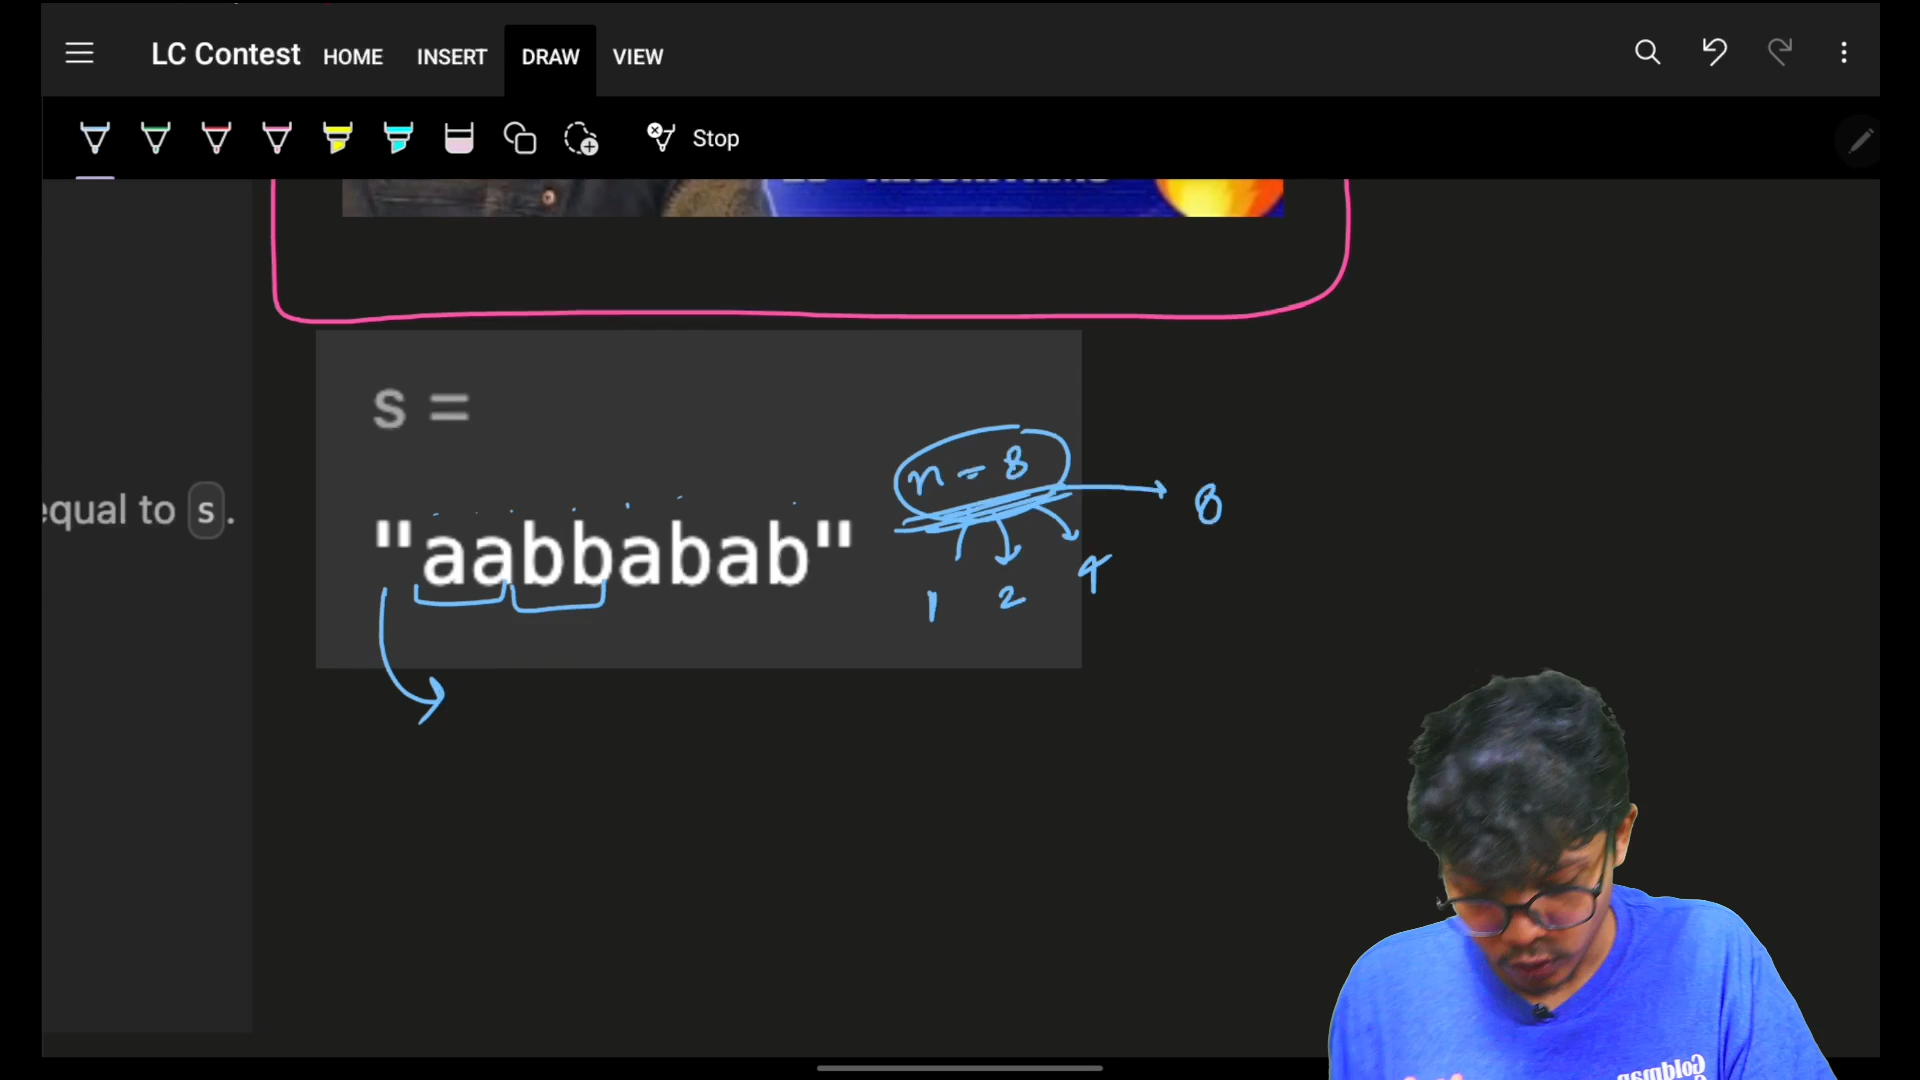 LC Contest HOME INSERT DRAW VIEW
Stop
s =
n = 8
8
equal to s.
"aabbabab"
1 2 4